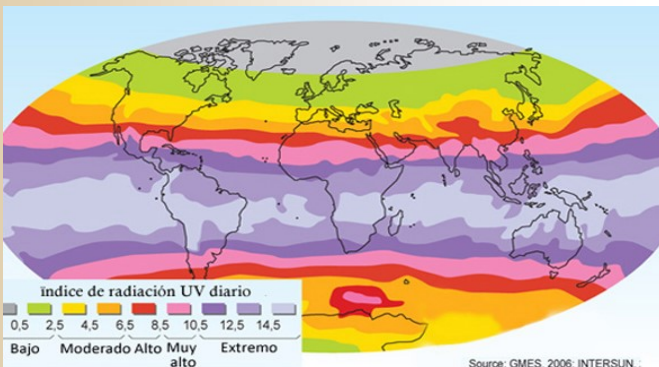 índice de radiación UV diario
0,5 2,5 4,5 6,5 8,5 10,5 12,5 14,5
Bajo Moderado Alto Muy alto Extremo
Source: GMES, 2006; INTERSUN,: